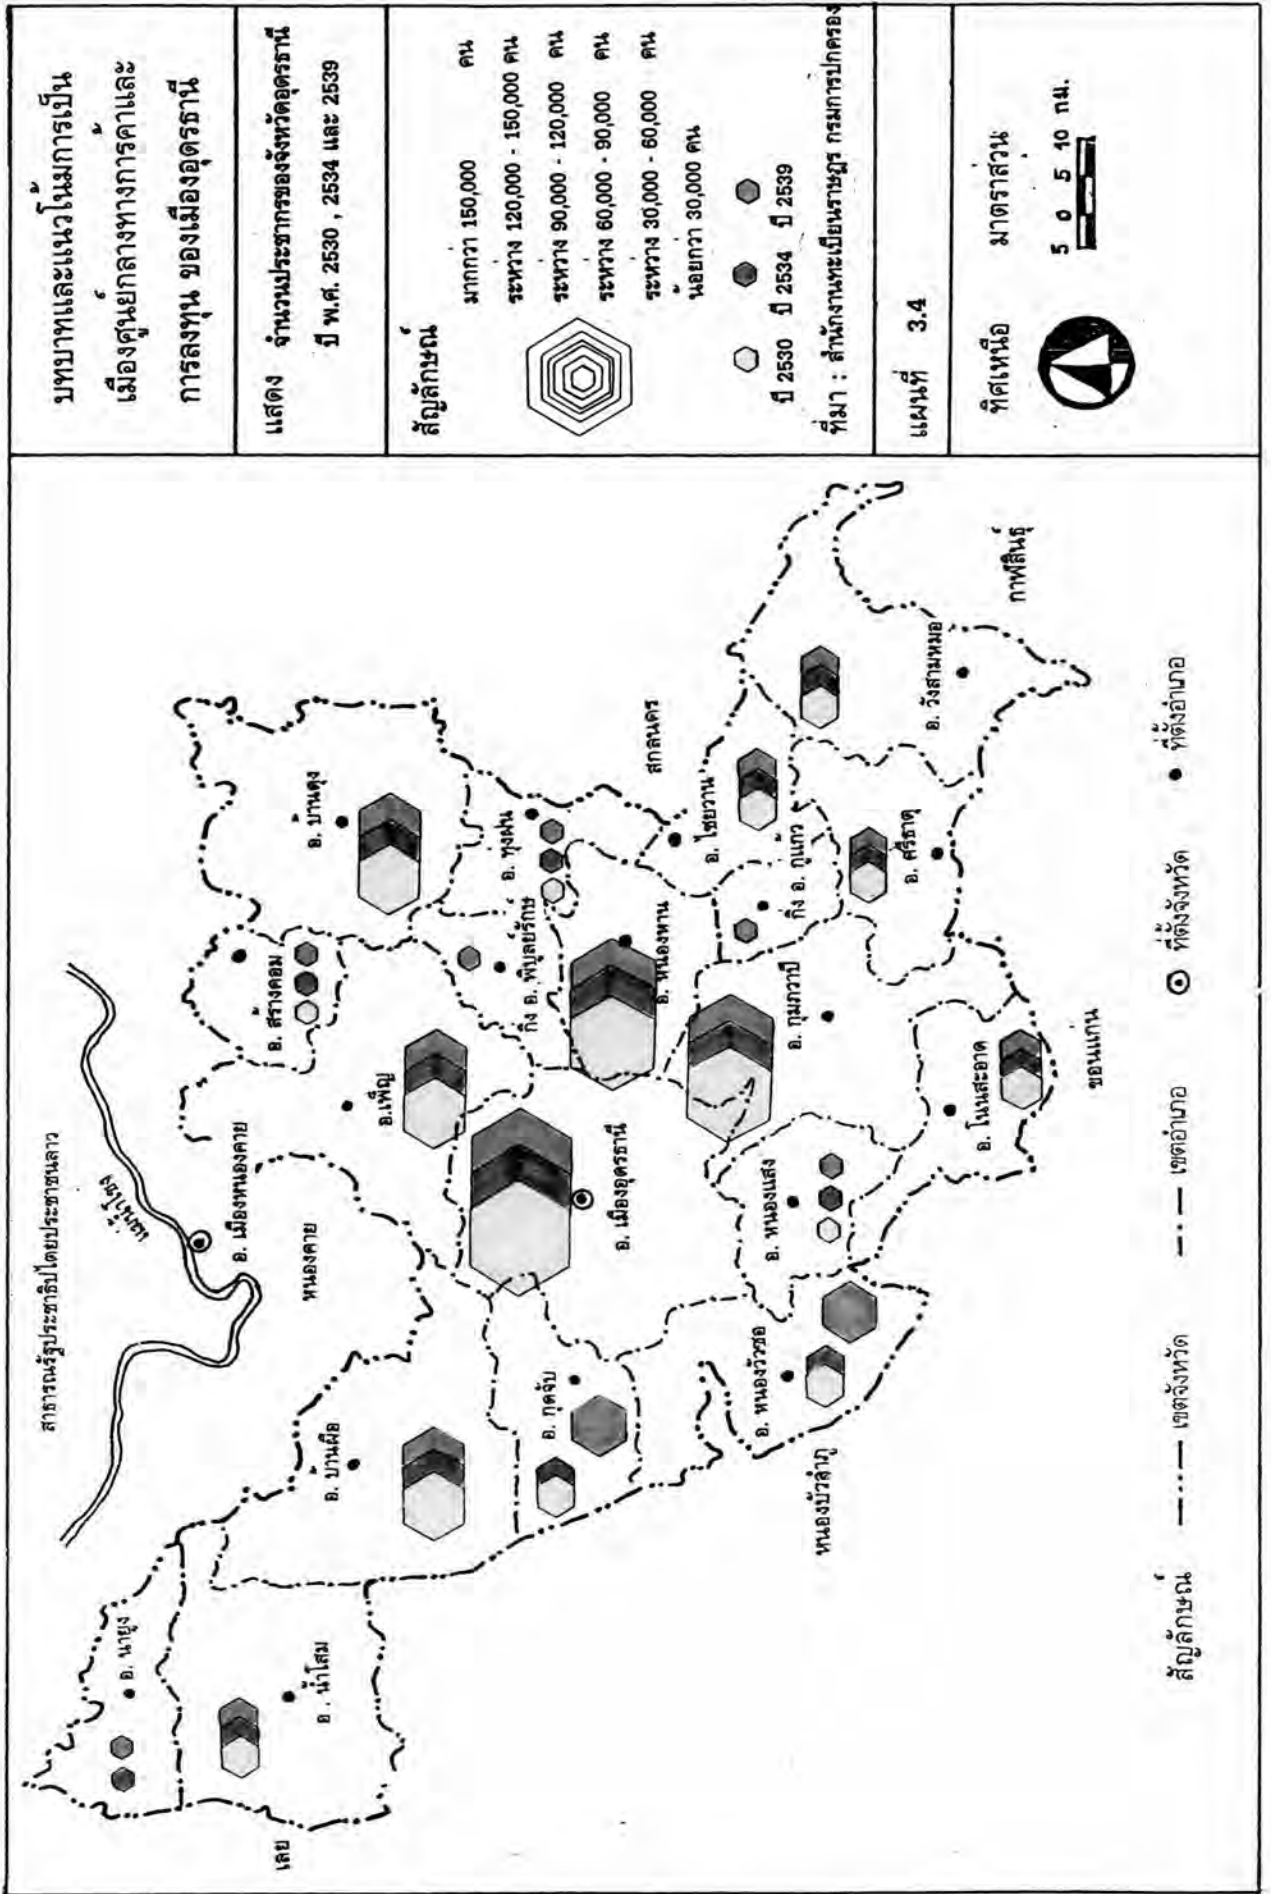 บทบาทและแนวโน้มการเป็น
เมืองศูนย์กลางทางการค้าและ
การลงทุน ของเมืองอุดรธานี
แสดง จำนวนประชากรของจังหวัดอุดรธานี
ปี พ.ศ. 2530 , 2534 และ 2539
สัญลักษณ์
มากกว่า 150,000 คน
ระหว่าง 120,000 - 150,000 คน
ระหว่าง 90,000 - 120,000 คน
ระหว่าง 60,000 - 90,000 คน
ระหว่าง 30,000 - 60,000 คน
น้อยกว่า 30,000 คน
ปี 2530 ปี 2534 ปี 2539
ที่มา : สำนักงานทะเบียนราษฎร กรมการปกครอง
แผนที่ 3.4
ทิศเหนือ
มาตราส่วน
5 0 5 10 กม.
สาธารณรัฐประชาธิปไตยประชาชนลาว
แม่น้ำโขง
อ. เมืองหนองคาย
หนองคาย
อ. สร้างคอม
อ. บ้านดุง
อ.เพ็ญ
อ. ทุ่งฝน
กิ่ง อ. พิบูลย์รักษ์
อ. นายูง
อ. น้ำโสม
เลย
อ. บ้านผือ
อ. กุดจับ
อ. เมืองอุดรธานี
อ. หนองหาน
สกลนคร
อ. ไชยวาน
กิ่ง อ. กู่แก้ว
อ. กุมภวาปี
อ. ศรีธาตุ
อ. วังสามหมอ
กาฬสินธุ์
อ. หนองวัวซอ
อ. หนองแสง
อ. โนนสะอาด
หนองบัวลำภู
ขอนแก่น
สัญลักษณ์ เขตจังหวัด เขตอำเภอ ที่ตั้งจังหวัด ที่ตั้งอำเภอ